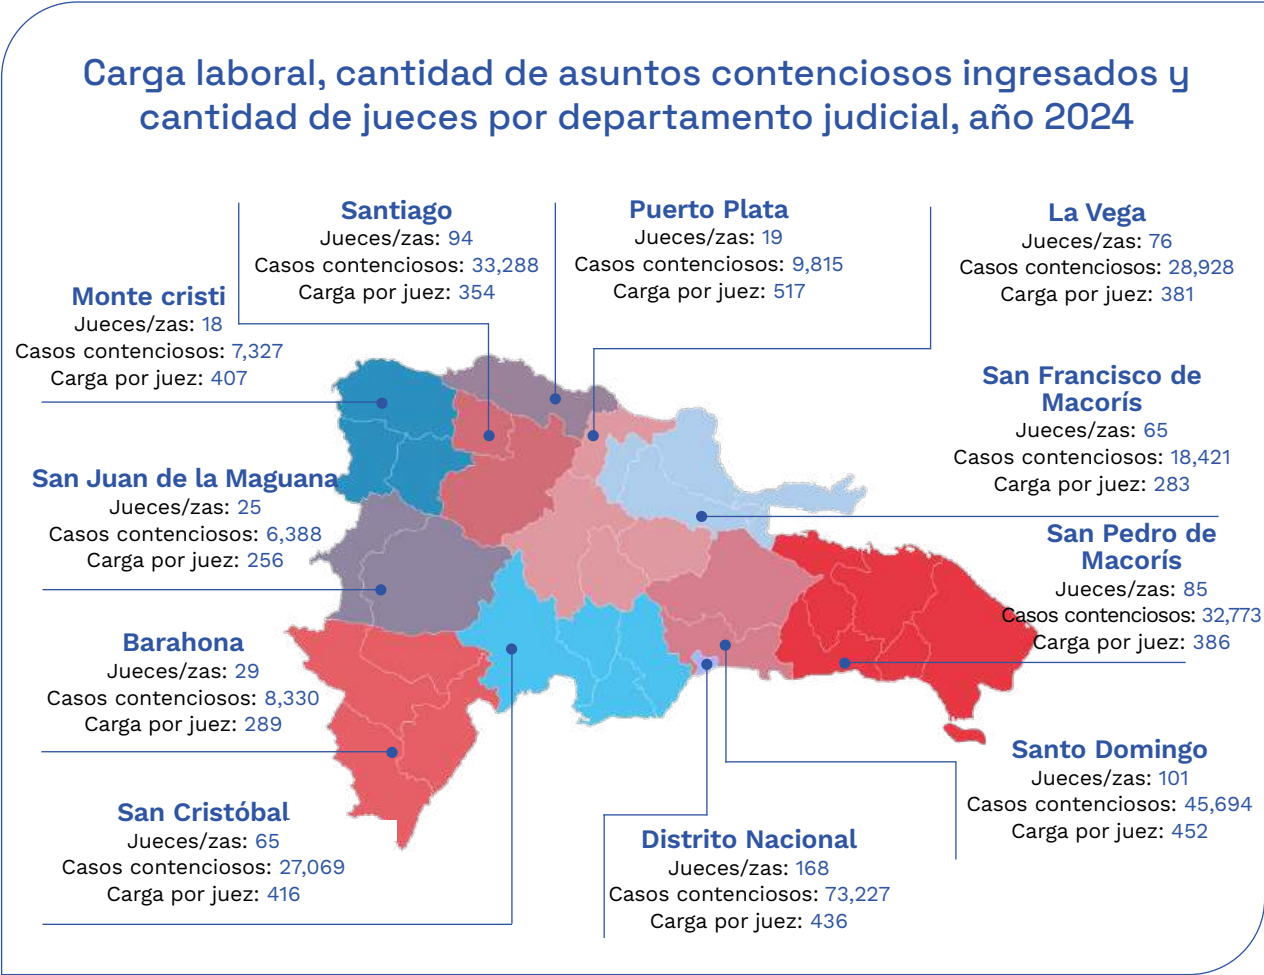 Carga laboral, cantidad de asuntos contenciosos ingresados y
cantidad de jueces por departamento judicial, año 2024
Santiago
Jueces/zas: 94
Casos contenciosos: 33,288
Carga por juez: 354
Puerto Plata
Jueces/zas: 19
Casos contenciosos: 9,815
Carga por juez: 517
La Vega
Jueces/zas: 76
Casos contenciosos: 28,928
Carga por juez: 381
Monte cristi
Jueces/zas: 18
Casos contenciosos: 7,327
Carga por juez: 407
San Francisco de
Macorís
Jueces/zas: 65
Casos contenciosos: 18,421
Carga por juez: 283
San Juan de la Maguana
Jueces/zas: 25
Casos contenciosos: 6,388
Carga por juez: 256
San Pedro de
Macorís
Jueces/zas: 85
Casos contenciosos: 32,773
Carga por juez: 386
Barahona
Jueces/zas: 29
Casos contenciosos: 8,330
Carga por juez: 289
Santo Domingo
Jueces/zas: 101
Casos contenciosos: 45,694
Carga por juez: 452
San Cristóbal
Jueces/zas: 65
Casos contenciosos: 27,069
Carga por juez: 416
Distrito Nacional
Jueces/zas: 168
Casos contenciosos: 73,227
Carga por juez: 436